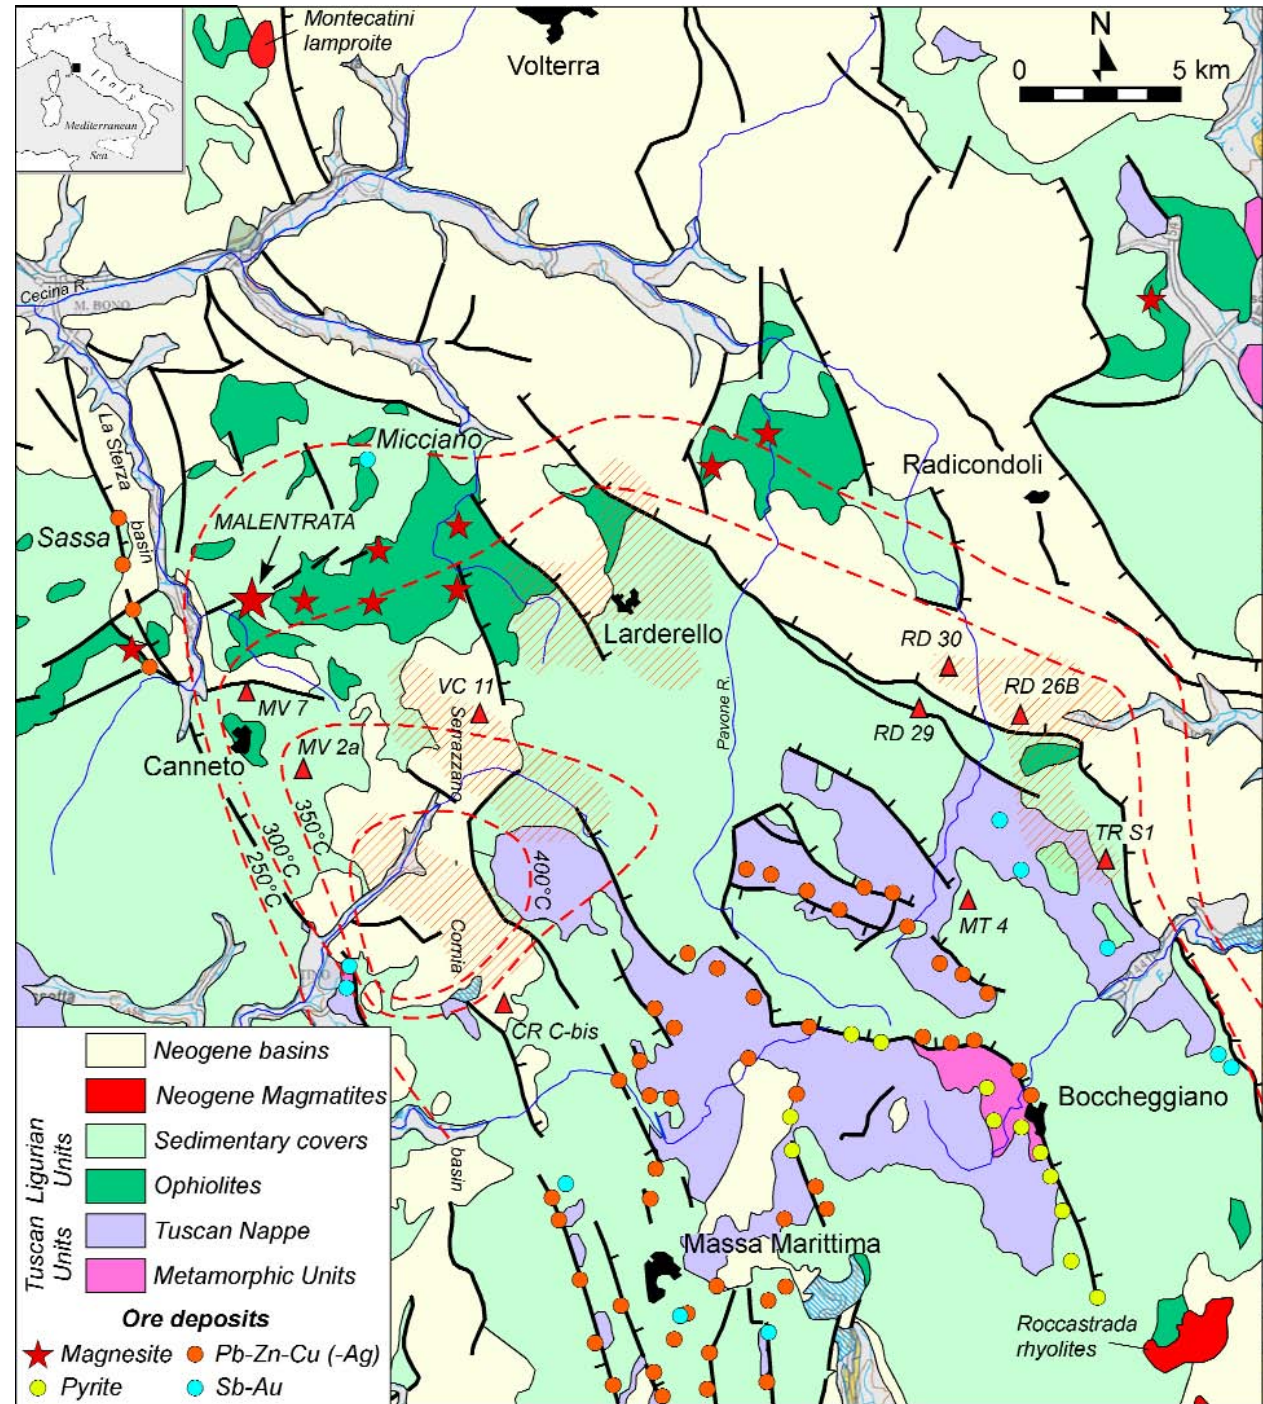 Montecatini
lamproite
Volterra
N
0 5 km
Italy
Mediterranean
Sea
Cecina R.
M. BONO
La Sterza
basin
Micciano
MALENTRATA
Sassa
Radicondoli
Larderello
RD 30
RD 26B
RD 29
VC 11
MV 7
MV 2a
Canneto
Serrazzano
Pavone R.
350°C
300°C
250°C
400°C
TR S1
MT 4
Cornia
CR C-bis
basin
Boccheggiano
Massa Marittima
Roccastrada
rhyolites
Neogene basins
Neogene Magmatites
Ligurian
Units
Sedimentary covers
Ophiolites
Tuscan
Units
Tuscan Nappe
Metamorphic Units
Ore deposits
Magnesite
Pb-Zn-Cu (-Ag)
Pyrite
Sb-Au